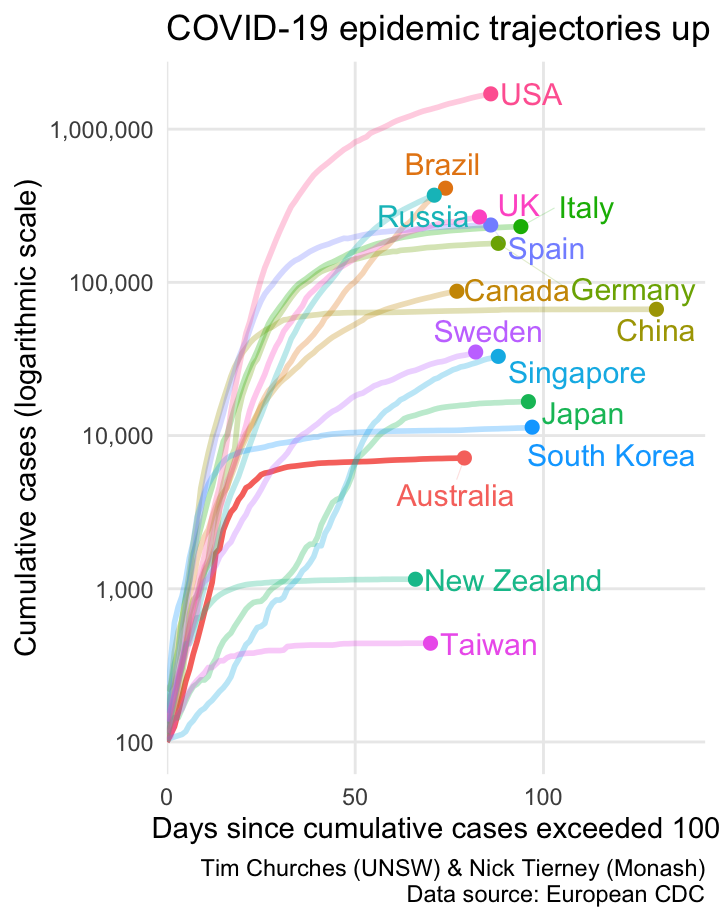 COVID-19 epidemic trajectories up
Cumulative cases (logarithmic scale)
1,000,000
100,000
10,000
1,000
100
USA
Brazil
Russia
UK
Italy
Spain
Canada
Germany
China
Sweden
Singapore
Japan
South Korea
Australia
New Zealand
Taiwan
0
50
100
Days since cumulative cases exceeded 100
Tim Churches (UNSW) & Nick Tierney (Monash)
Data source: European CDC